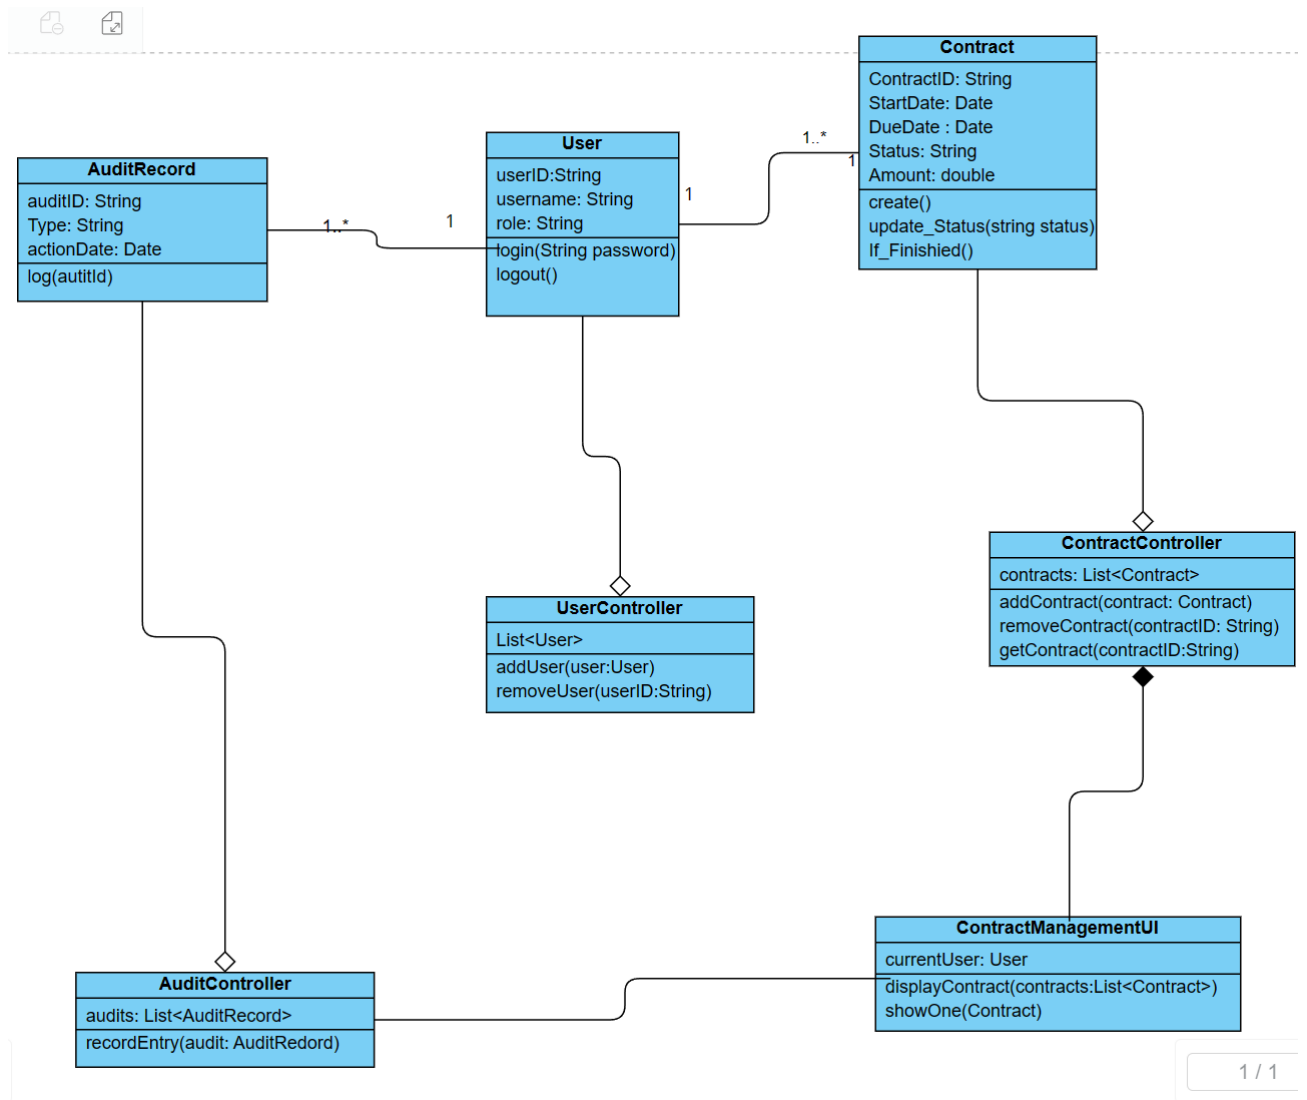 Contract
ContractID: String
StartDate: Date
DueDate : Date
Status: String
Amount: double
create()
update_Status(string status)
If_Finishied()
1..*
1
User
userID:String
username: String
role: String
login(String password)
logout()
1
AuditRecord
auditID: String
Type: String
actionDate: Date
log(autitId)
1..*
1
ContractController
contracts: List<Contract>
addContract(contract: Contract)
removeContract(contractID: String)
getContract(contractID:String)
UserController
List<User>
addUser(user:User)
removeUser(userID:String)
ContractManagementUI
currentUser: User
displayContract(contracts:List<Contract>)
showOne(Contract)
AuditController
audits: List<AuditRecord>
recordEntry(audit: AuditRedord)
1 / 1